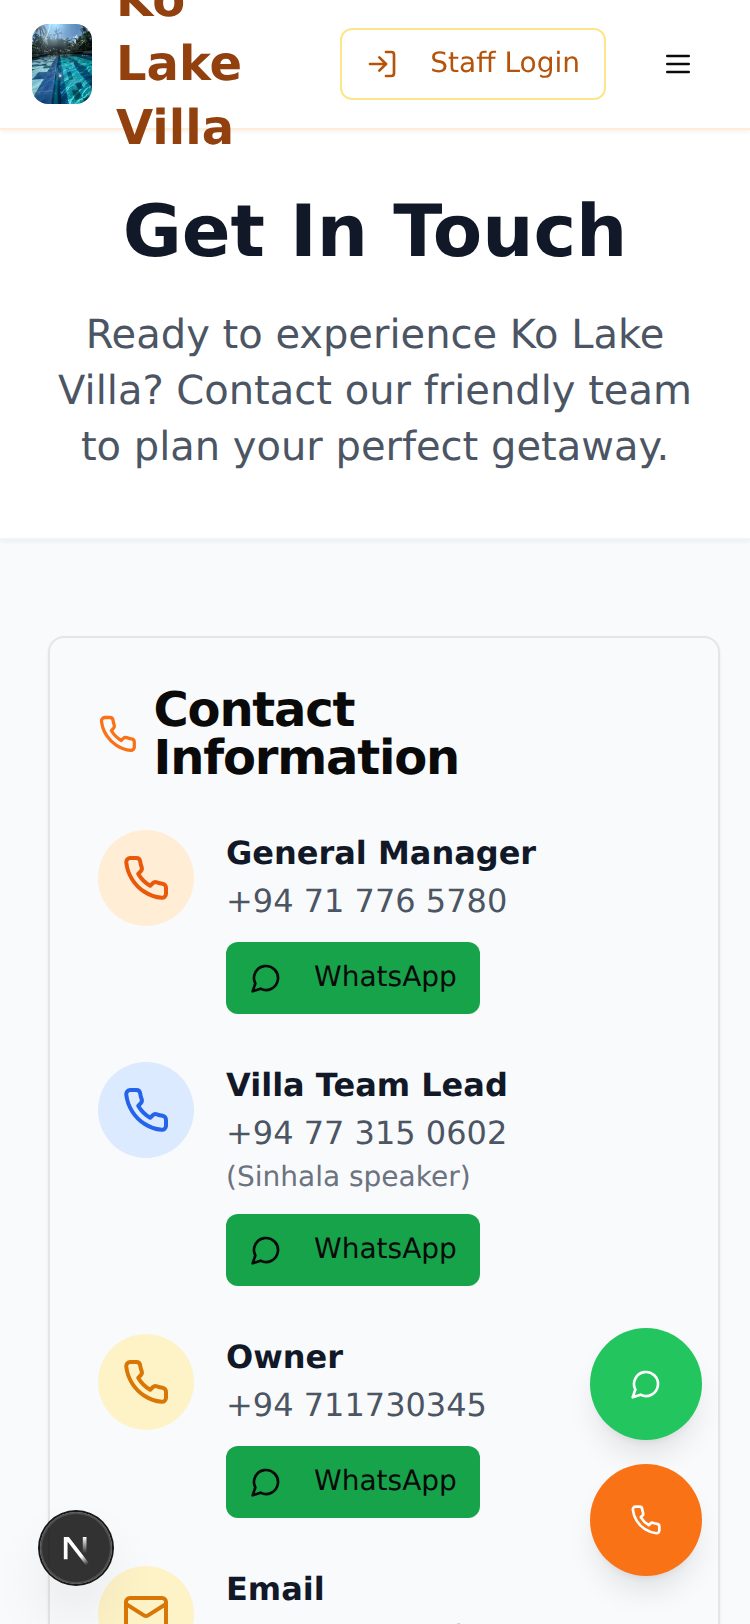 Ko
Lake
Villa
Staff Login
Get In Touch
Ready to experience Ko Lake
Villa? Contact our friendly team
to plan your perfect getaway.
Contact
Information
General Manager
+94 71 776 5780
WhatsApp
Villa Team Lead
+94 77 315 0602
(Sinhala speaker)
WhatsApp
Owner
+94 711730345
WhatsApp
N
Email